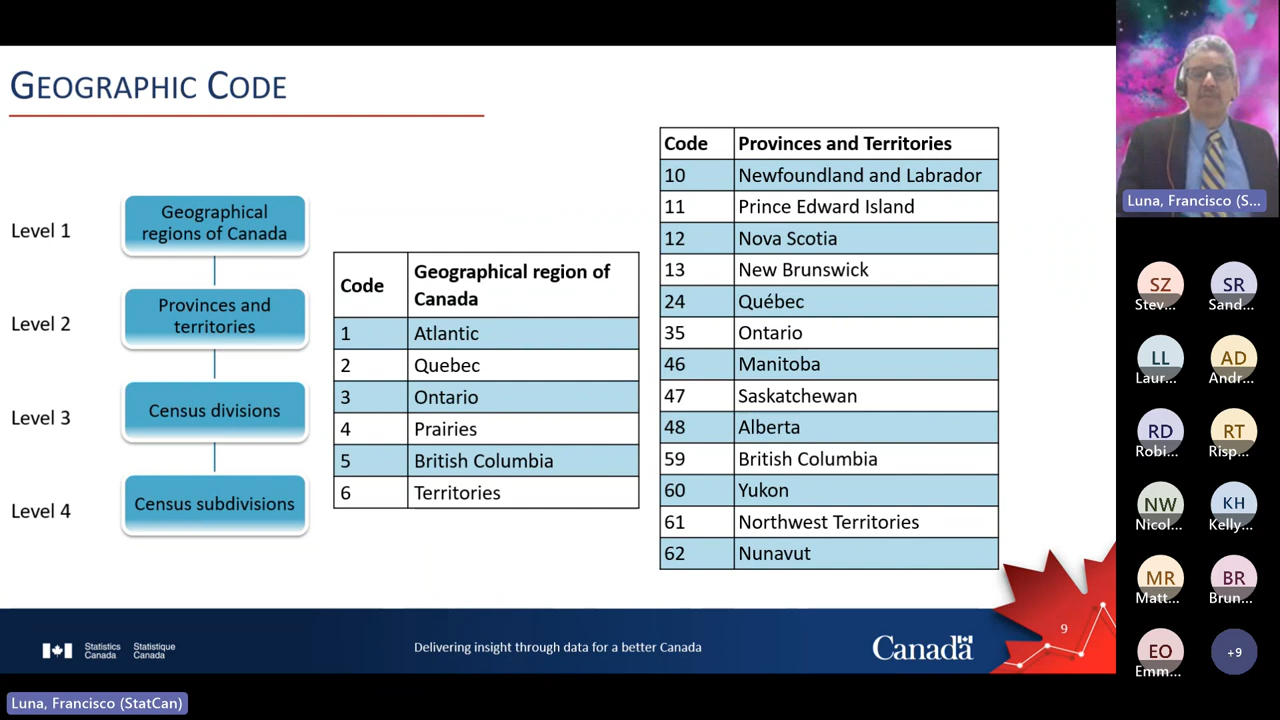 GEOGRAPHIC CODE
Level 1
Geographical
regions of Canada
Level 2
Provinces and
territories
Level 3
Census divisions
Level 4
Census subdivisions
Code Geographical region of
Canada
1 Atlantic
2 Quebec
3 Ontario
4 Prairies
5 British Columbia
6 Territories
Code Provinces and Territories
10 Newfoundland and Labrador
11 Prince Edward Island
12 Nova Scotia
13 New Brunswick
24 Québec
35 Ontario
46 Manitoba
47 Saskatchewan
48 Alberta
59 British Columbia
60 Yukon
61 Northwest Territories
62 Nunavut
Statistics Statistique
Canada Canada
Delivering insight through data for a better Canada
Canada
9
Luna, Francisco (StatCan)
Luna, Francisco (S...
SZ SR
Stev... Sand...
LL AD
Laur... Andr...
RD RT
Robi... Risp...
NW KH
Nicol... Kelly...
MR BR
Matt... Brun...
EO +9
Emm...